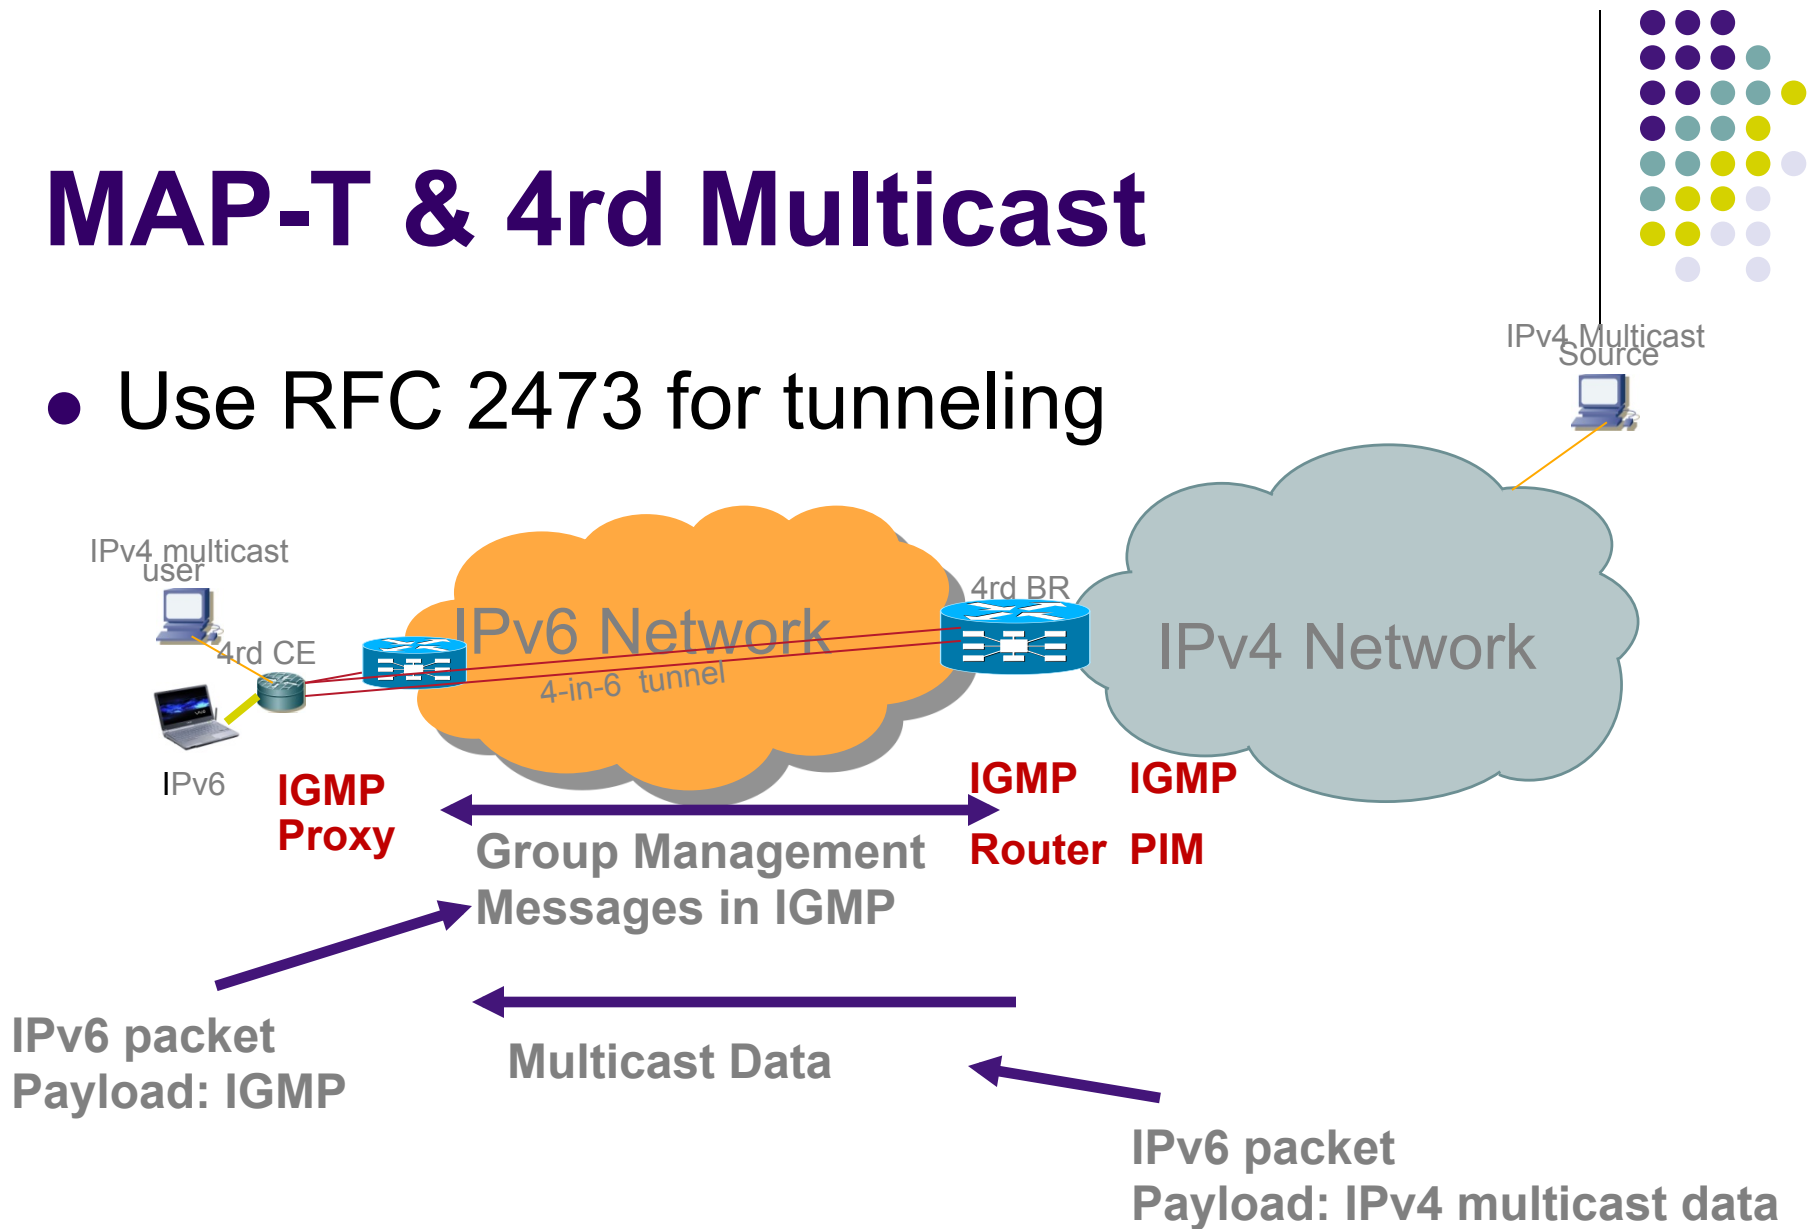 MAP-T & 4rd Multicast
IPv4 Multicast
Source
Use RFC 2473 for tunneling
IPv4 multicast
user
4rd BR
4rd CE
IPv6 Network
IPv4 Network
4-in-6 tunnel
IPv6
IGMP
Proxy
IGMP
Router
IGMP
PIM
Group Management
Messages in IGMP
IPv6 packet
Payload: IGMP
Multicast Data
IPv6 packet
Payload: IPv4 multicast data